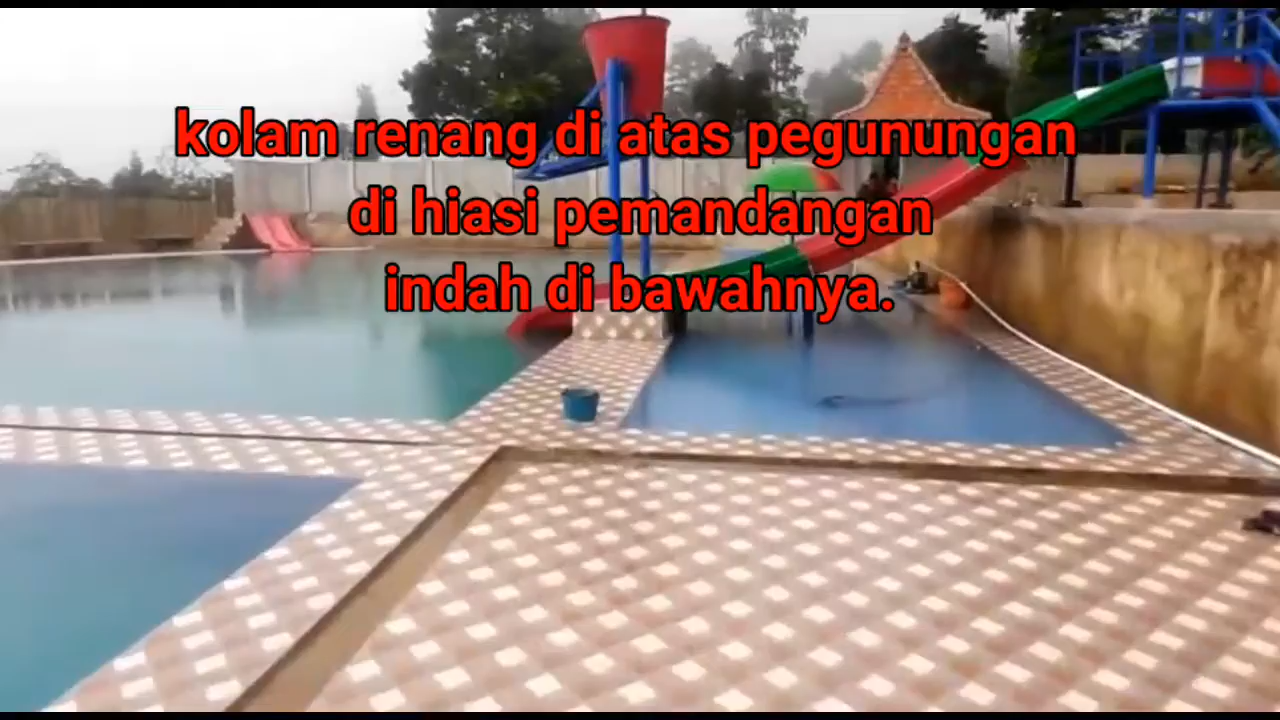 kolam renang di atas pegunungan
di hiasi pemandangan
indah di bawahnya.